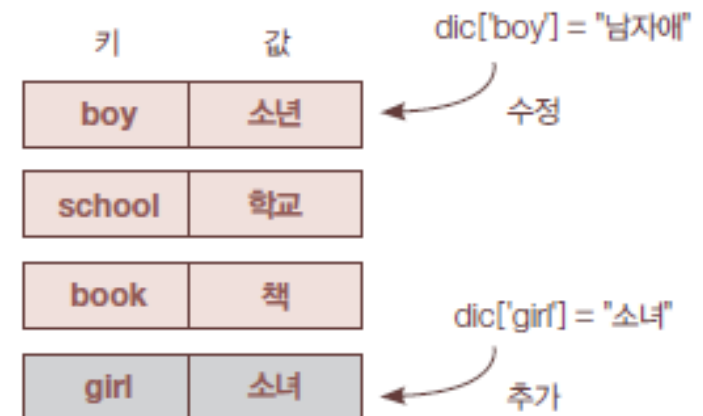 키 값
dic['boy'] = "남자애"
boy 소년
수정
school 학교
book 책
dic['girl'] = "소녀"
girl 소녀
추가